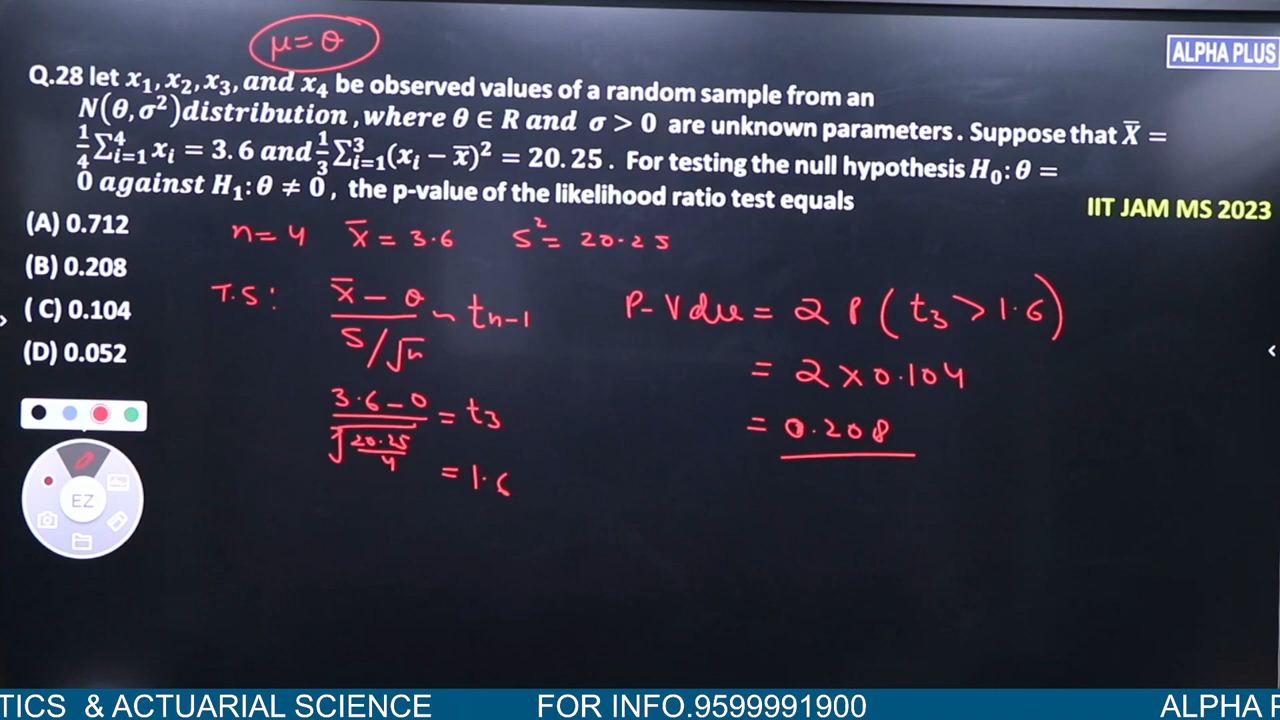 μ = θ
ALPHA PLUS
Q.28 let x₁, x₂, x₃, and x₄ be observed values of a random sample from an
N(θ, σ²) distribution, where θ ∈ R and σ > 0 are unknown parameters. Suppose that X̅ =
1/4 ∑⁴ᵢ₌₁ xᵢ = 3.6 and 1/3 ∑³ᵢ₌₁(xᵢ − x̅)² = 20.25. For testing the null hypothesis H₀: θ =
0 against H₁: θ ≠ 0, the p-value of the likelihood ratio test equals
IIT JAM MS 2023
(A) 0.712
n = 4 x̅ = 3.6 S² = 20.25
(B) 0.208
(C) 0.104
(D) 0.052
T.S: (x̅ − θ)/(S/√n) ~ tₙ₋₁
(3.6 − 0)/√(20.25/4) = t₃
= 1.6
P-Value = 2 P(t₃ > 1.6)
= 2 × 0.104
= 0.208
EZ
TICS & ACTUARIAL SCIENCE FOR INFO.9599991900 ALPHA P